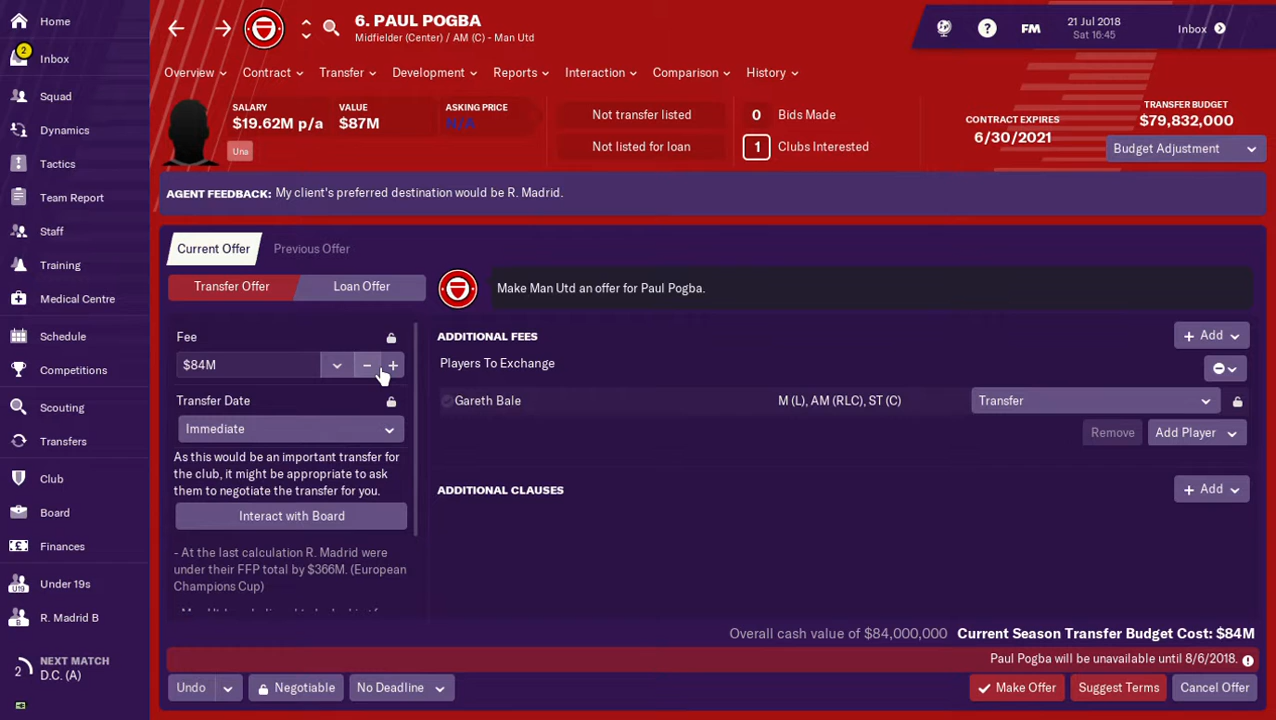 Home
2
Inbox
Squad
Dynamics
Tactics
Team Report
Staff
Training
Medical Centre
Schedule
Competitions
Scouting
Transfers
Club
Board
Finances
U19
Under 19s
R. Madrid B
2
NEXT MATCH
D.C. (A)
6. PAUL POGBA
Midfielder (Center) / AM (C) - Man Utd
?
FM
21 Jul 2018
Sat 16:45
Inbox
Overview
Contract
Transfer
Development
Reports
Interaction
Comparison
History
SALARY
$19.62M p/a
VALUE
$87M
ASKING PRICE
N/A
Una
Not transfer listed
Not listed for loan
0 Bids Made
1 Clubs Interested
CONTRACT EXPIRES
6/30/2021
TRANSFER BUDGET
$79,832,000
Budget Adjustment
AGENT FEEDBACK: My client's preferred destination would be R. Madrid.
Current Offer
Previous Offer
Transfer Offer
Loan Offer
Make Man Utd an offer for Paul Pogba.
Fee
$84M
Transfer Date
Immediate
As this would be an important transfer for
the club, it might be appropriate to ask
them to negotiate the transfer for you.
Interact with Board
- At the last calculation R. Madrid were
under their FFP total by $366M. (European
Champions Cup)
ADDITIONAL FEES
+ Add
Players To Exchange
Gareth Bale
M (L), AM (RLC), ST (C)
Transfer
Remove
Add Player
ADDITIONAL CLAUSES
+ Add
Overall cash value of $84,000,000 Current Season Transfer Budget Cost: $84M
Paul Pogba will be unavailable until 8/6/2018.
Undo
Negotiable
No Deadline
Make Offer
Suggest Terms
Cancel Offer